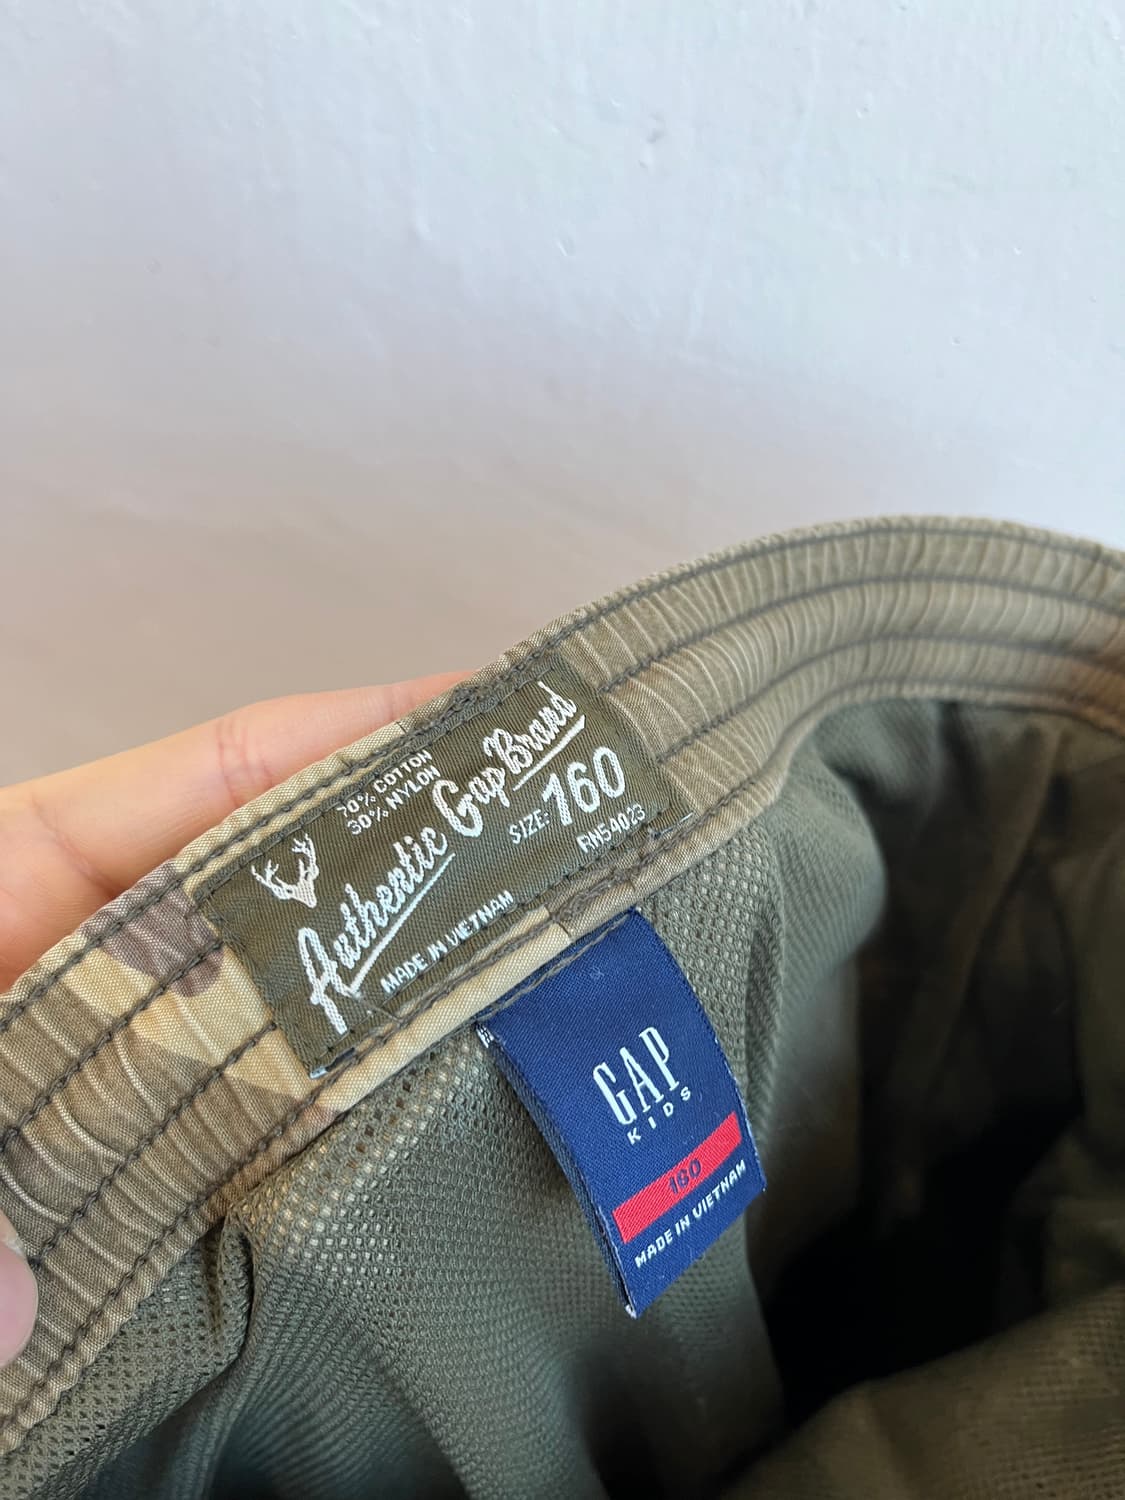 70% COTTON
30% NYLON
Authentic Gap Brand
SIZE: 160
RN54023
MADE IN VIETNAM
GAP
KIDS
160
MADE IN VIETNAM